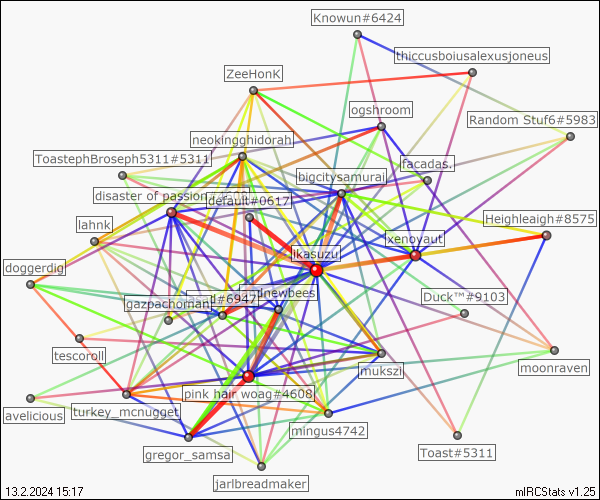 Knowun#6424
thiccusboiusalexusjoneus
ZeeHonK
ogshroom
Random Stuf6#5983
neokingghidorah
ToastephBroseph5311#5311
facadas.
bigcitysamurai
disaster of passion
default#0617
lahnk
Heighleaigh#8575
xenoyaut
jikasuzu
doggerdig
newbees
Duck™#9103
gazpachoman
#6947
tescoroll
mukszi
moonraven
pink hair woag#4608
avelicious
turkey_mcnugget
mingus4742
gregor_samsa
Toast#5311
jarlbreadmaker
13.2.2024 15:17
mIRCStats v1.25